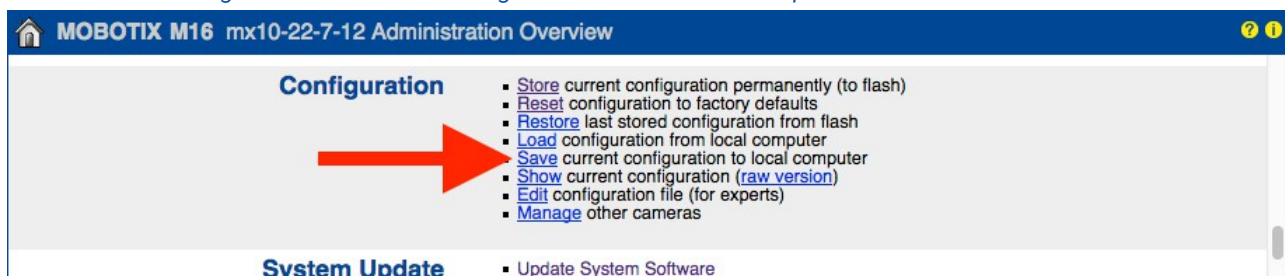 MOBOTIX M16 mx10-22-7-12 Administration Overview
Configuration
Store current configuration permanently (to flash)
Reset configuration to factory defaults
Restore last stored configuration from flash
Load configuration from local computer
Save current configuration to local computer
Show current configuration (raw version)
Edit configuration file (for experts)
Manage other cameras
System Update
Update System Software